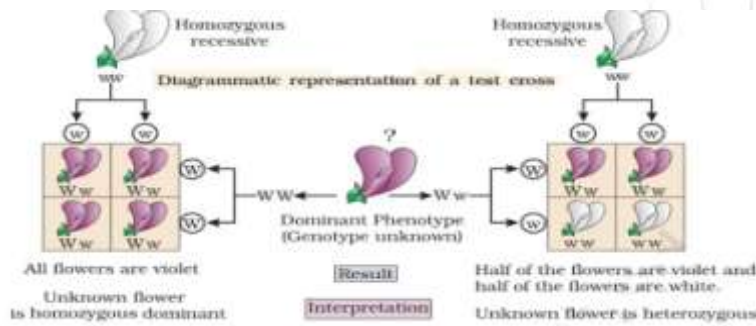 Homozygous
recessive
ww
Homozygous
recessive
ww
Diagrammatic representation of a test cross
w
w
w
w
?
Ww
Ww
Ww
Ww
W
W
WW
Ww
Dominant Phenotype
(Genotype unknown)
W
w
Ww
Ww
ww
ww
All flowers are violet
Unknown flower
is homozygous dominant
Result
Interpretation
Half of the flowers are violet and
half of the flowers are white.
Unknown flower is heterozygous